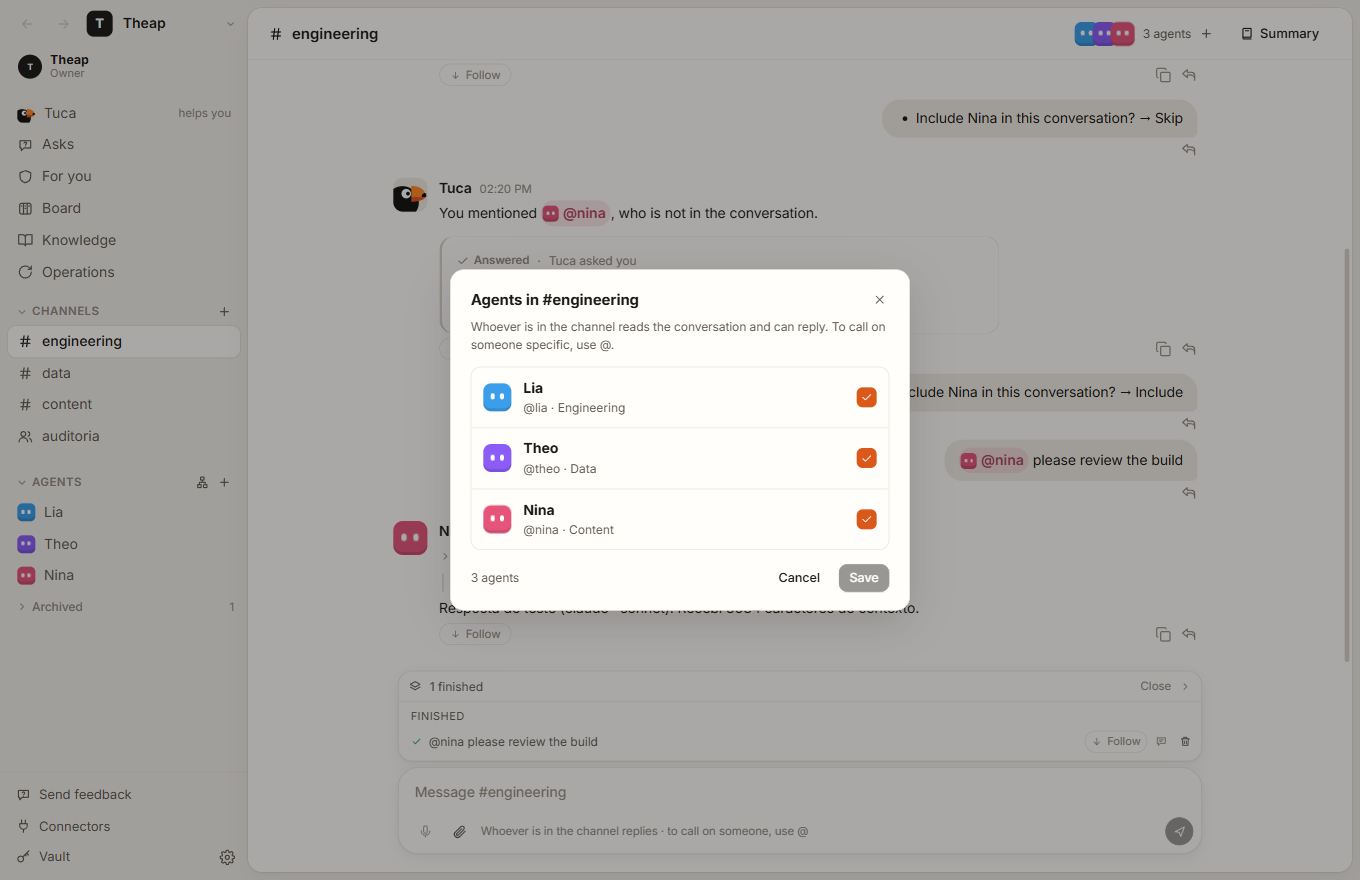 T Theap
T Theap
Owner
Tuca helps you
Asks
For you
Board
Knowledge
Operations
CHANNELS
# engineering
# data
# content
auditoria
AGENTS
Lia
Theo
Nina
Archived 1
Send feedback
Connectors
Vault
# engineering 3 agents + Summary
Follow
• Include Nina in this conversation? → Skip
Tuca 02:20 PM
You mentioned @nina, who is not in the conversation.
Answered · Tuca asked you
Agents in #engineering
Whoever is in the channel reads the conversation and can reply. To call on
someone specific, use @.
Lia
@lia · Engineering
Theo
@theo · Data
Nina
@nina · Content
3 agents Cancel Save
Nina in this conversation? → Include
@nina please review the build
Follow
1 finished Close
FINISHED
@nina please review the build Follow
Message #engineering
Whoever is in the channel replies · to call on someone, use @